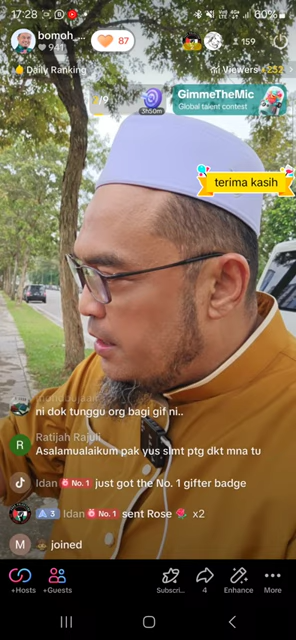 17:28
60%
bomoh_...
941
87
159
Daily Ranking
Viewers
/9
3h50m
GimmeTheMic
Global talent contest
terima kasih
ni dok tunggu org bagi gif ni..
R
Ratijah Rajuli
Asalamualaikum pak yus slmt ptg dkt mna tu
Idan No. 1 just got the No. 1 gifter badge
3 Idan No. 1 sent Rose x2
M joined
+Hosts
+Guests
Subscri...
4
Enhance
More